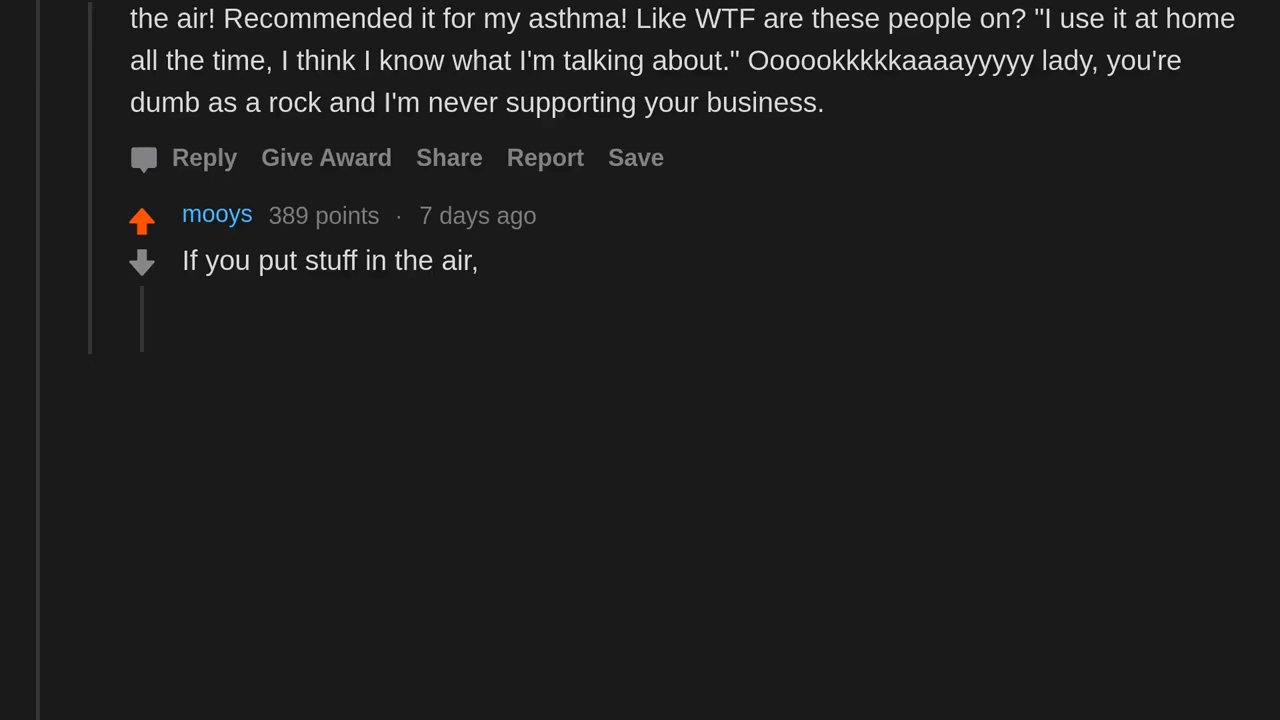 the air! Recommended it for my asthma! Like WTF are these people on? "I use it at home
all the time, I think I know what I'm talking about." Oooookkkkkaaaayyyyy lady, you're
dumb as a rock and I'm never supporting your business.
Reply Give Award Share Report Save
mooys 389 points · 7 days ago
If you put stuff in the air,